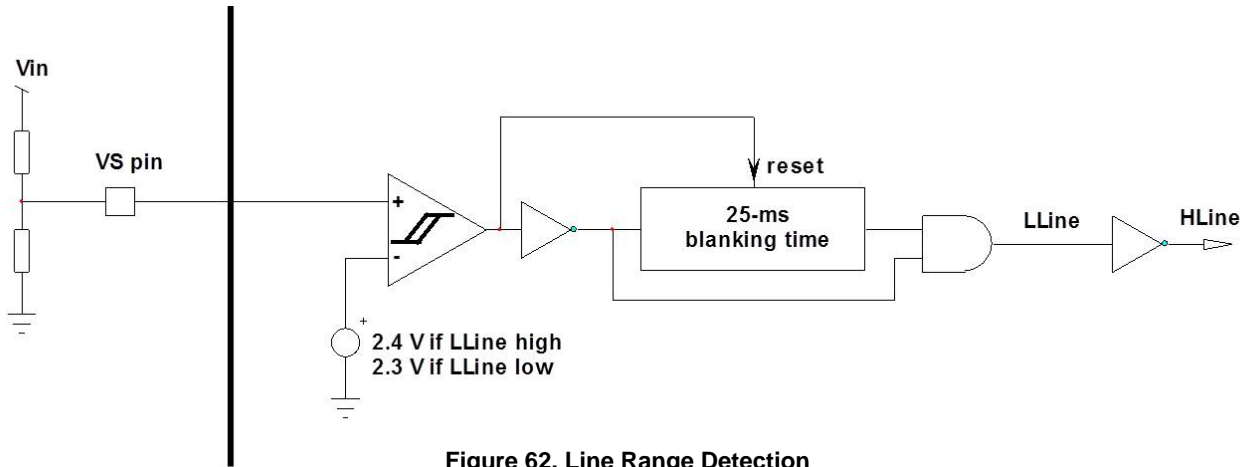 Vin
VS pin
+
-
reset
25-ms
blanking time
LLine
HLine
+
2.4 V if LLine high
2.3 V if LLine low
Figure 62. Line Range Detection